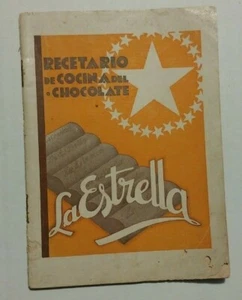 RECETARIO
DE COCINA DEL
CHOCOLATE
La Estrella